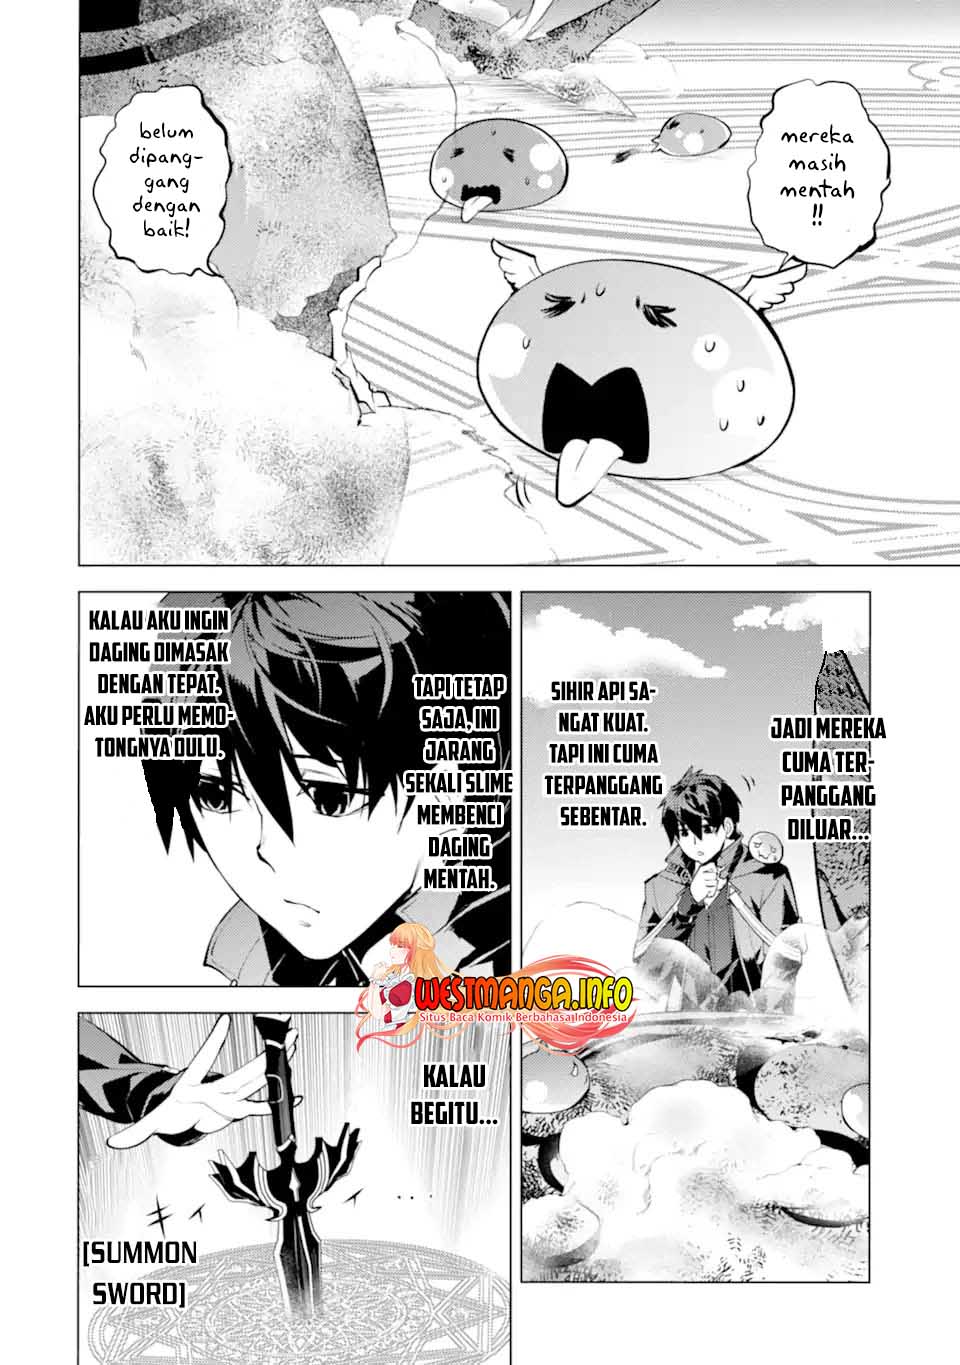 mereka
masih
mentah
!!
belum
dipang-
gang
dengan
baik!
JADI MEREKA
CUMA TER-
PANGGANG
DILUAR...
SIHIR API SA-
NGAT KUAT.
TAPI INI CUMA
TERPANGGANG
SEBENTAR.
TAPI TETAP
SAJA, INI
JARANG
SEKALI SLIME
MEMBENCI
DAGING
MENTAH.
KALAU AKU INGIN
DAGING DIMASAK
DENGAN TEPAT.
AKU PERLU MEMO-
TONGNYA DULU.
WESTMANGA.INFO
Situs Baca Komik Berbahasa Indonesia
KALAU
BEGITU...
...
[SUMMON
SWORD]